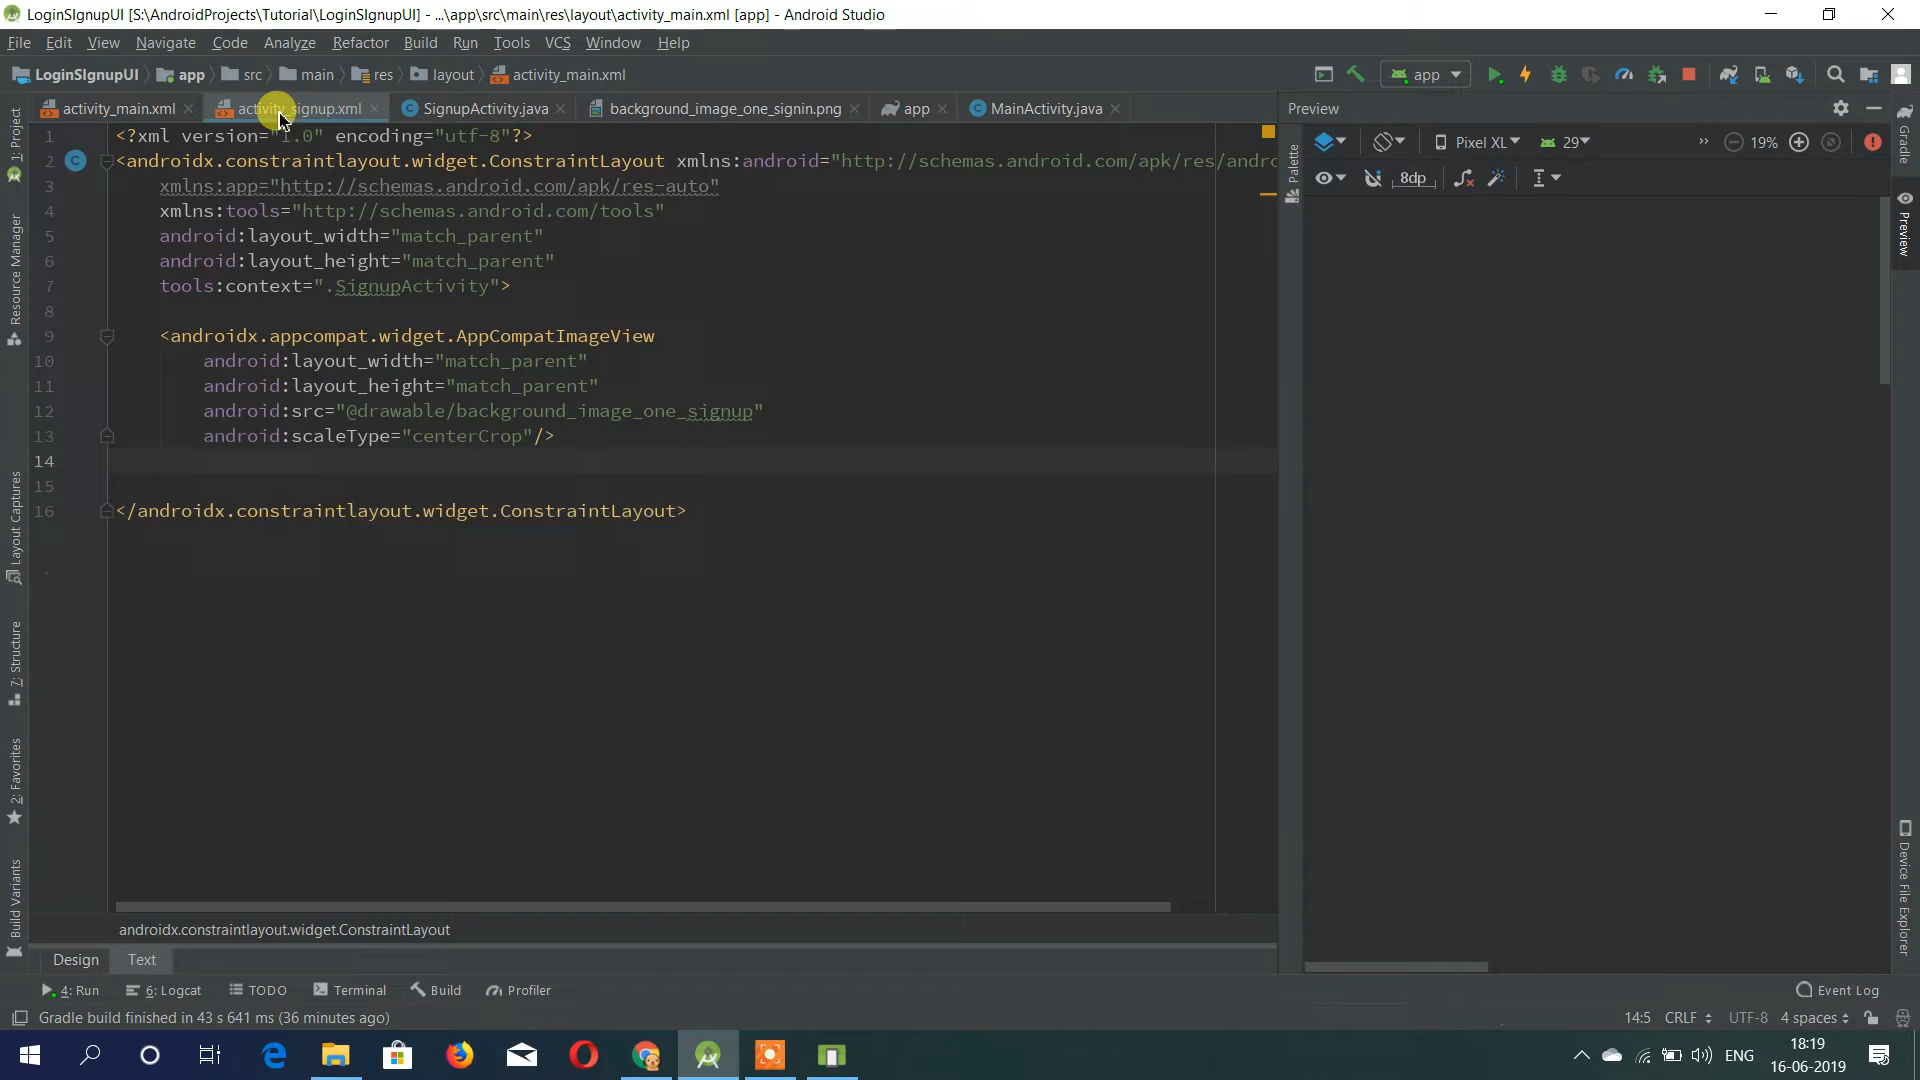 LoginSIgnupUI [S:\AndroidProjects\Tutorial\LoginSIgnupUI] - ...\app\src\main\res\layout\activity_main.xml [app] - Android Studio
File Edit View Navigate Code Analyze Refactor Build Run Tools VCS Window Help
LoginSIgnupUI app src main res layout activity_main.xml app
activity_main.xml activity_signup.xml SignupActivity.java background_image_one_signin.png app MainActivity.java Preview
Pixel XL 29 19%
8dp
1 <?xml version="1.0" encoding="utf-8"?>
2 <androidx.constraintlayout.widget.ConstraintLayout xmlns:android="http://schemas.android.com/apk/res/andro
3 xmlns:app="http://schemas.android.com/apk/res-auto"
4 xmlns:tools="http://schemas.android.com/tools"
5 android:layout_width="match_parent"
6 android:layout_height="match_parent"
7 tools:context=".SignupActivity">
8
9 <androidx.appcompat.widget.AppCompatImageView
10 android:layout_width="match_parent"
11 android:layout_height="match_parent"
12 android:src="@drawable/background_image_one_signup"
13 android:scaleType="centerCrop"/>
14
15
16 </androidx.constraintlayout.widget.ConstraintLayout>
1: Project
Resource Manager
Layout Captures
7: Structure
2: Favorites
Build Variants
Palette
Gradle
Preview
Device File Explorer
androidx.constraintlayout.widget.ConstraintLayout
Design Text
4: Run 6: Logcat TODO Terminal Build Profiler Event Log
Gradle build finished in 43 s 641 ms (36 minutes ago) 14:5 CRLF UTF-8 4 spaces
ENG
18:19
16-06-2019